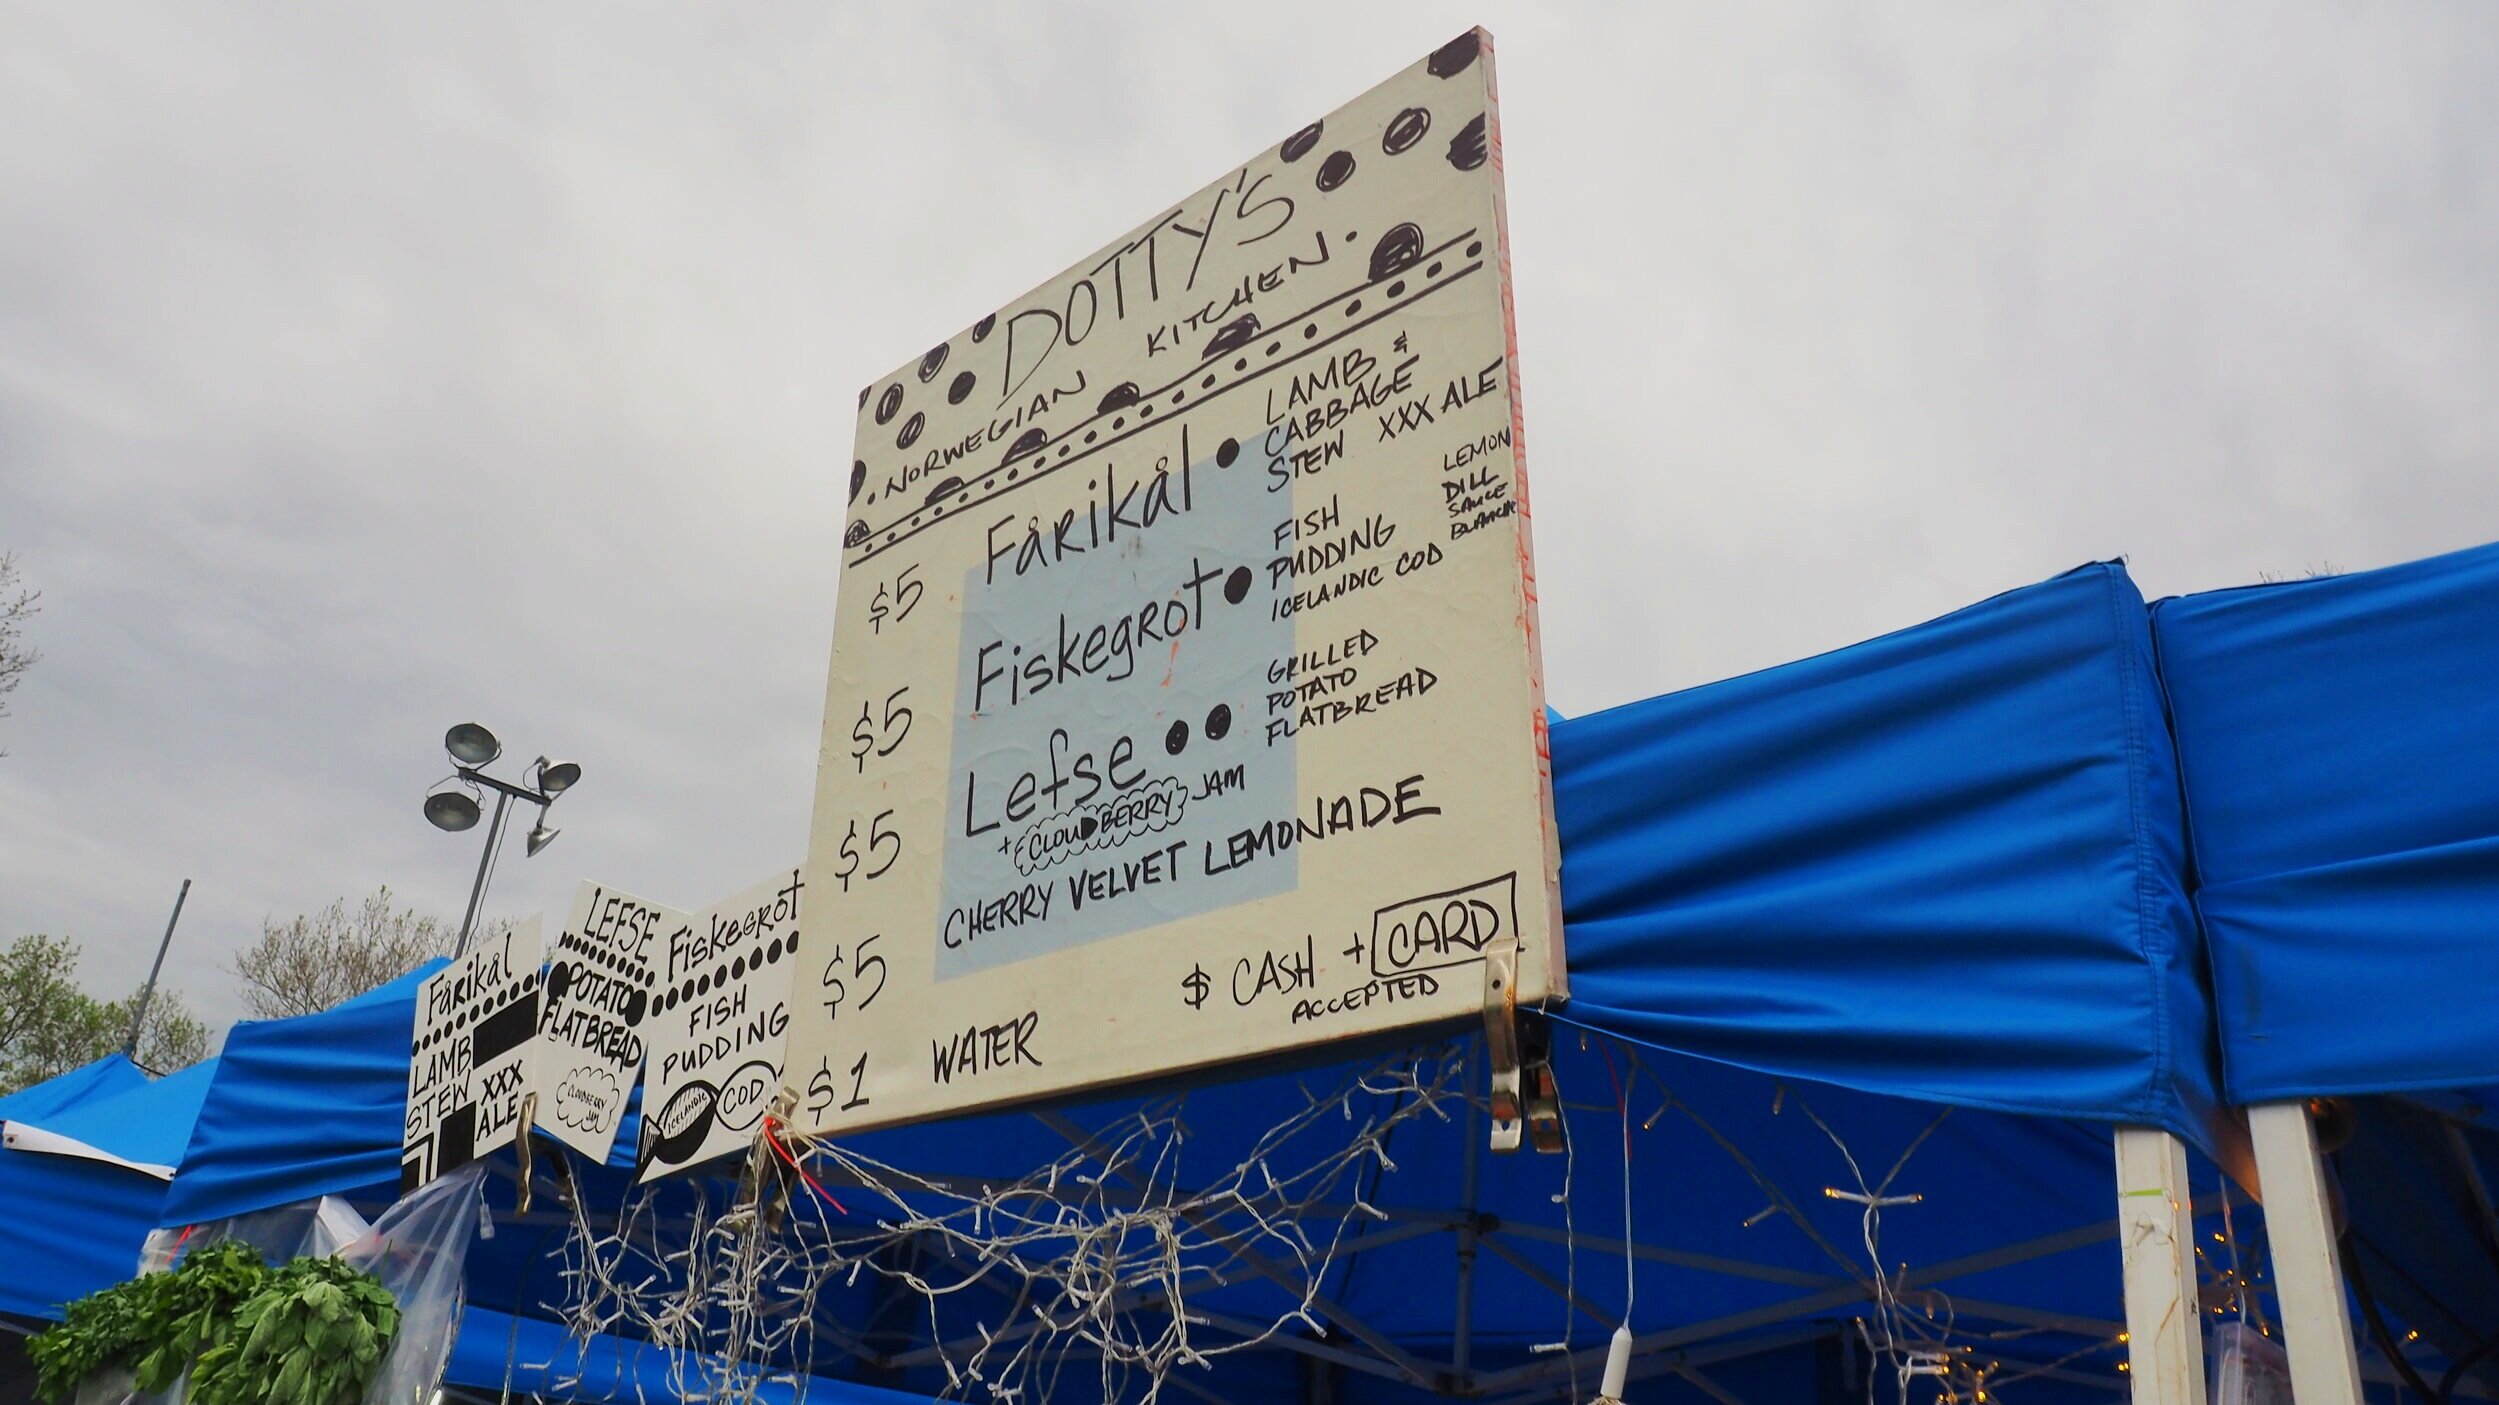 DOTTY'S
. NORWEGIAN KITCHEN .
$5 FåRikål • LAMB &
CABBAGE
STEW XXX ALE
$5 FiskegRot • FISH
PUDDING
ICELANDIC COD
LEMON
DILL
SAUCE
BLANCHE
$5 Lefse •• GRILLED
POTATO
FLATBREAD
+ CLOUDBERRY JAM
$5 CHERRY VELVET LEMONADE
$1 WATER
$ CASH + CARD
ACCEPTED
FåRikål
LAMB
STEW
XXX
ALE
LEFSE
POTATO
FLATBREAD
CLOUDBERRY
JAM
FiskeGRot
FISH
PUDDING
ICELANDIC
COD